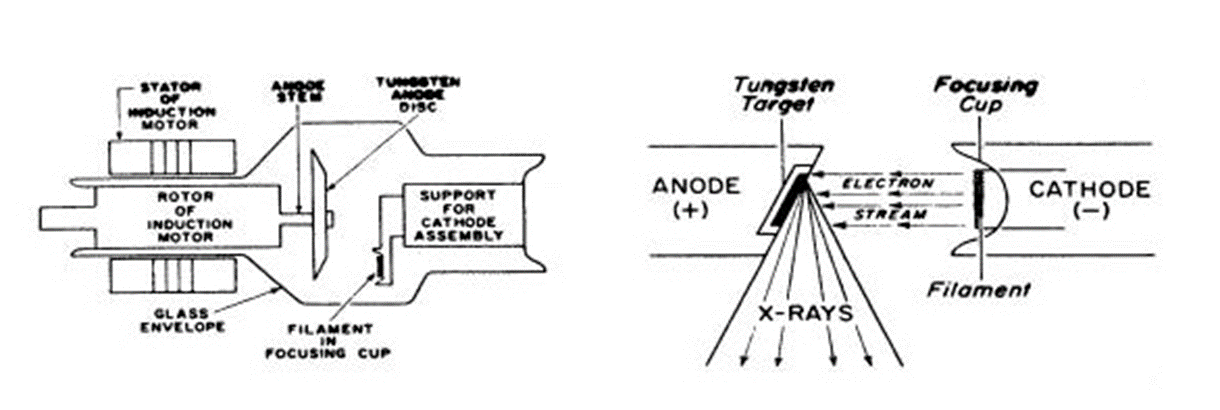 STATOR
OF
INDUCTION
MOTOR
ANODE
STEM
TUNGSTEN
ANODE
DISC
ROTOR
OF
INDUCTION
MOTOR
SUPPORT
FOR
CATHODE
ASSEMBLY
GLASS
ENVELOPE
FILAMENT
IN
FOCUSING CUP
Tungsten
Target
Focusing
Cup
ANODE
(+)
ELECTRON
STREAM
CATHODE
(–)
Filament
X-RAYS